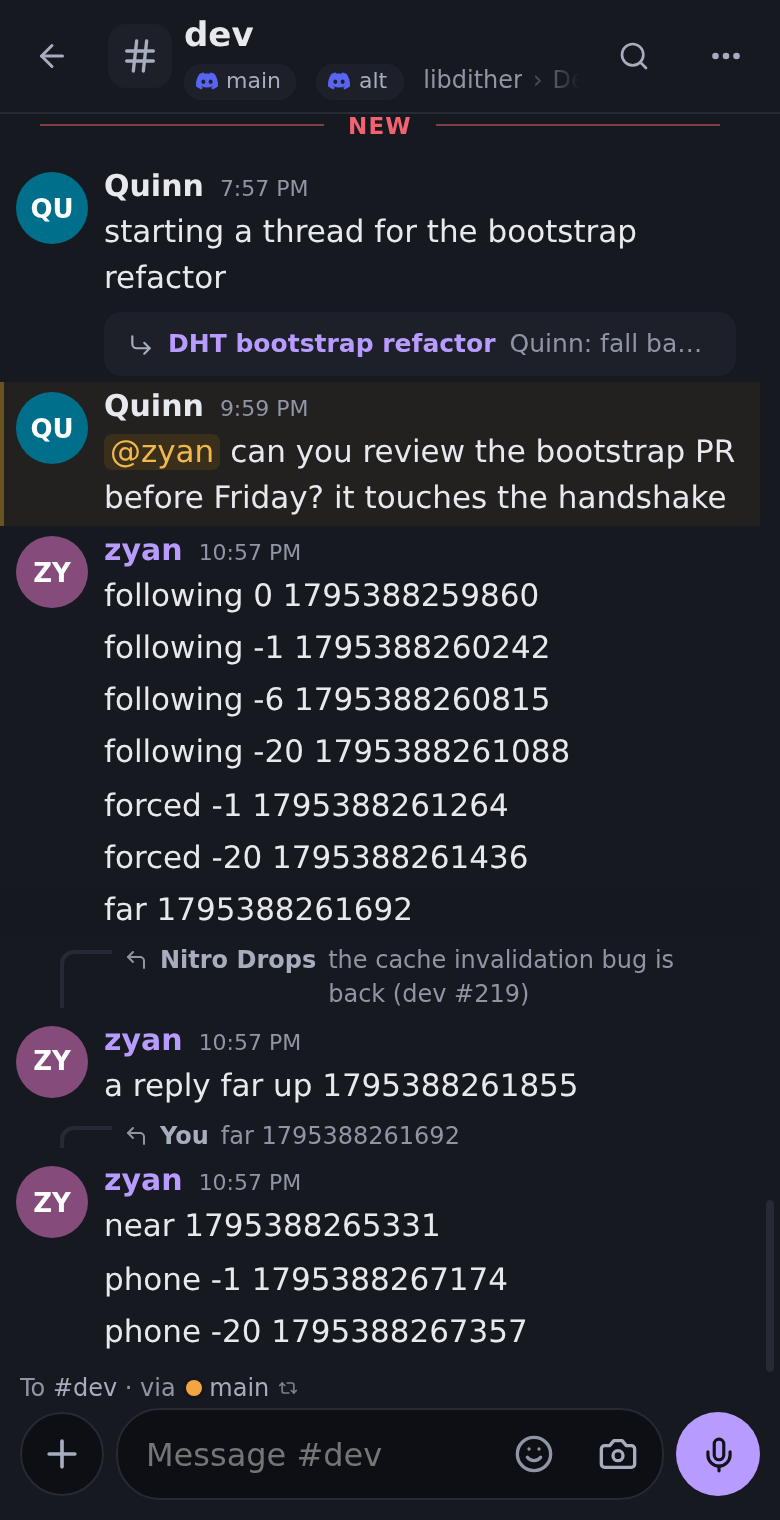 dev
main alt libdither › De
NEW
QU
Quinn 7:57 PM
starting a thread for the bootstrap
refactor
DHT bootstrap refactor Quinn: fall ba…
QU
Quinn 9:59 PM
@zyan can you review the bootstrap PR
before Friday? it touches the handshake
ZY
zyan 10:57 PM
following 0 1795388259860
following -1 1795388260242
following -6 1795388260815
following -20 1795388261088
forced -1 1795388261264
forced -20 1795388261436
far 1795388261692
Nitro Drops the cache invalidation bug is
back (dev #219)
ZY
zyan 10:57 PM
a reply far up 1795388261855
You far 1795388261692
ZY
zyan 10:57 PM
near 1795388265331
phone -1 1795388267174
phone -20 1795388267357
To #dev · via main
Message #dev